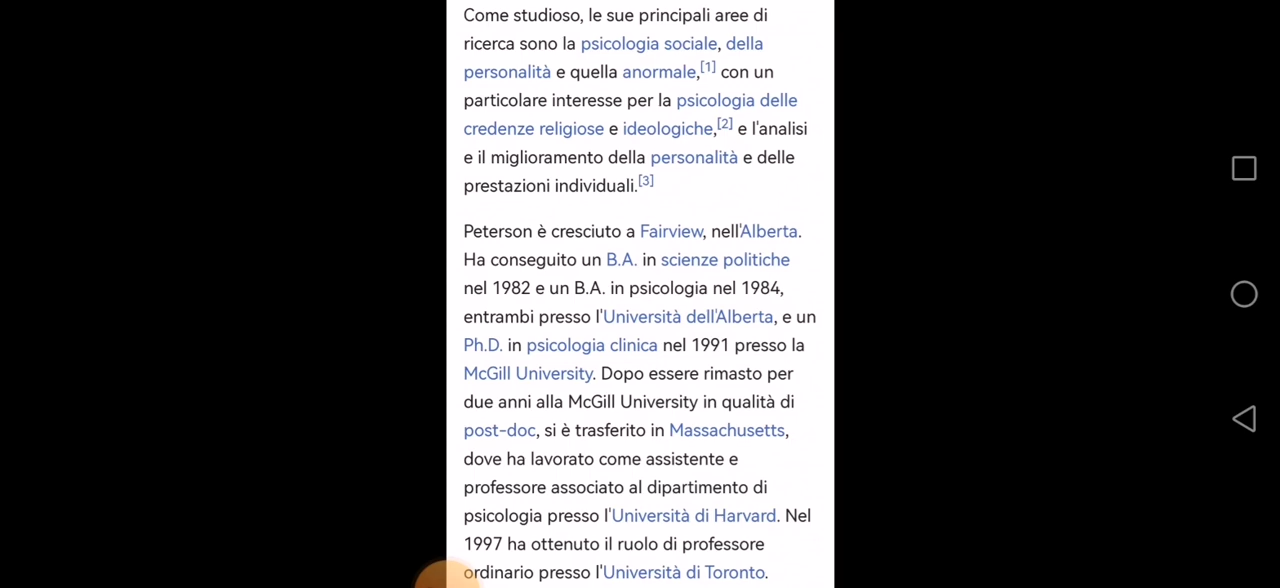 Come studioso, le sue principali aree di
ricerca sono la psicologia sociale, della
personalità e quella anormale,[1] con un
particolare interesse per la psicologia delle
credenze religiose e ideologiche,[2] e l'analisi
e il miglioramento della personalità e delle
prestazioni individuali.[3]
Peterson è cresciuto a Fairview, nell'Alberta.
Ha conseguito un B.A. in scienze politiche
nel 1982 e un B.A. in psicologia nel 1984,
entrambi presso l'Università dell'Alberta, e un
Ph.D. in psicologia clinica nel 1991 presso la
McGill University. Dopo essere rimasto per
due anni alla McGill University in qualità di
post-doc, si è trasferito in Massachusetts,
dove ha lavorato come assistente e
professore associato al dipartimento di
psicologia presso l'Università di Harvard. Nel
1997 ha ottenuto il ruolo di professore
ordinario presso l'Università di Toronto.